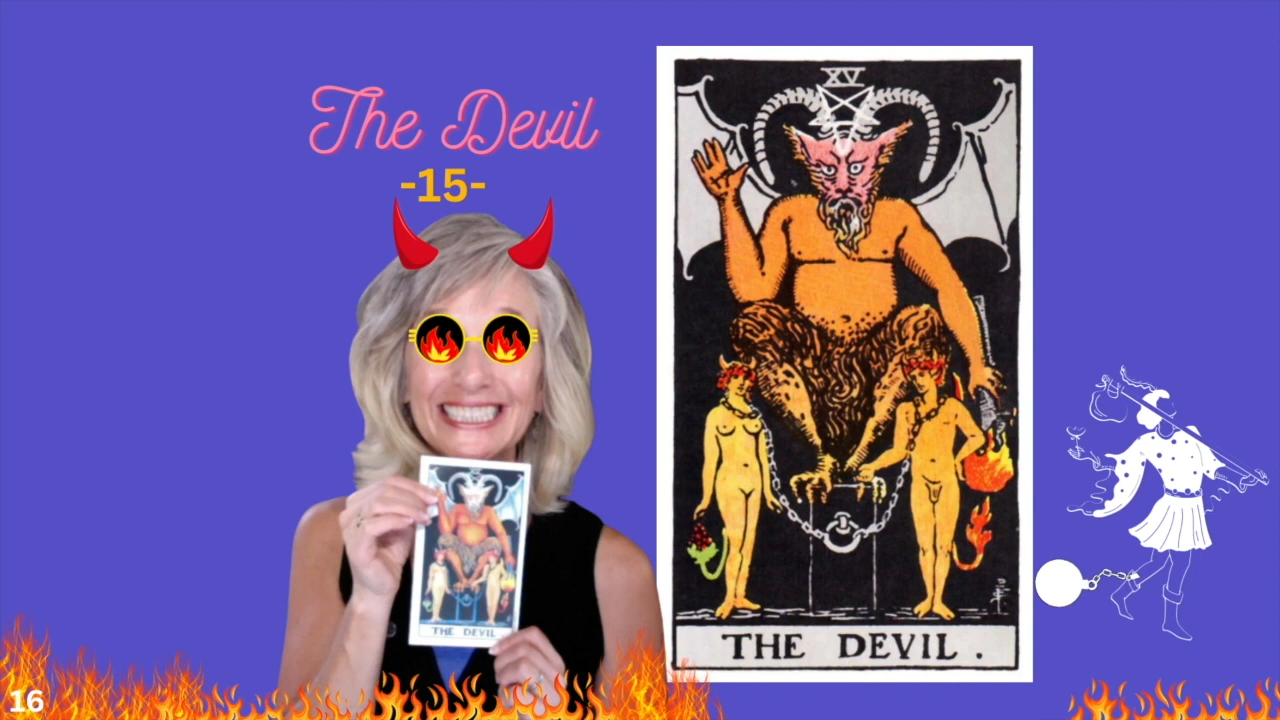 The Devil
-15-
XV
THE DEVIL.
THE DEVIL
16